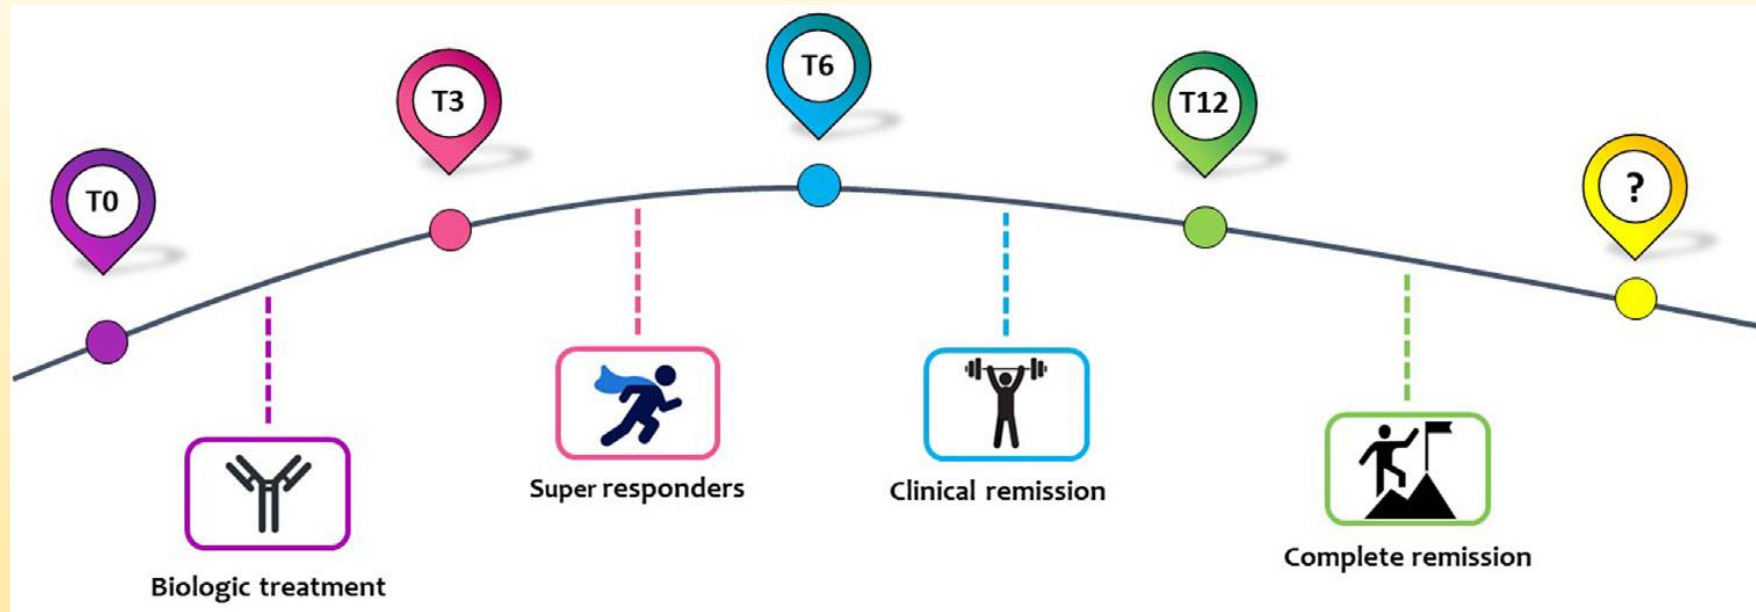 T0
T3
T6
T12
?
Biologic treatment
Super responders
Clinical remission
Complete remission